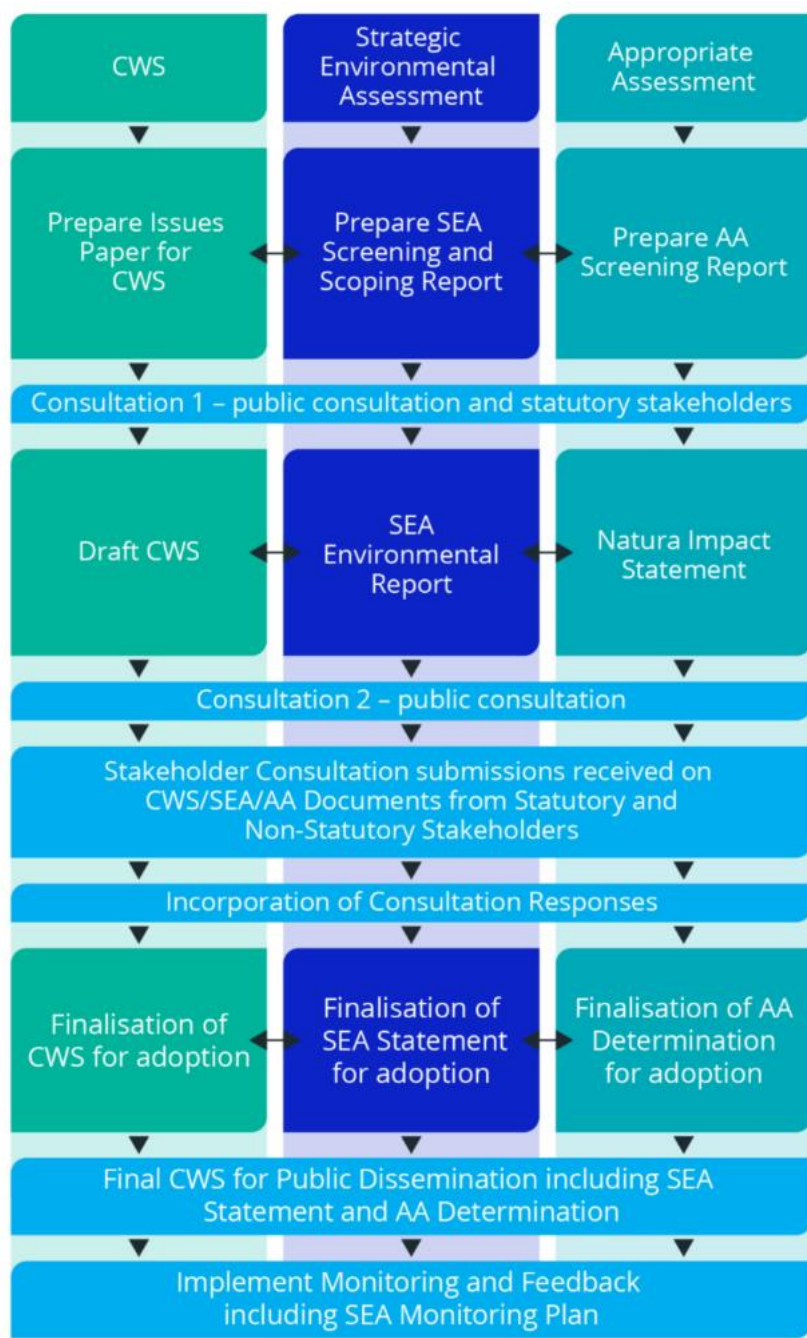 CWS
Strategic
Environmental
Assessment
Appropriate
Assessment
Prepare Issues
Paper for
CWS
Prepare SEA
Screening and
Scoping Report
Prepare AA
Screening Report
Consultation 1 – public consultation and statutory stakeholders
Draft CWS
SEA
Environmental
Report
Natura Impact
Statement
Consultation 2 – public consultation
Stakeholder Consultation submissions received on
CWS/SEA/AA Documents from Statutory and
Non-Statutory Stakeholders
Incorporation of Consultation Responses
Finalisation of
CWS for adoption
Finalisation of
SEA Statement
for adoption
Finalisation of AA
Determination
for adoption
Final CWS for Public Dissemination including SEA
Statement and AA Determination
Implement Monitoring and Feedback
including SEA Monitoring Plan